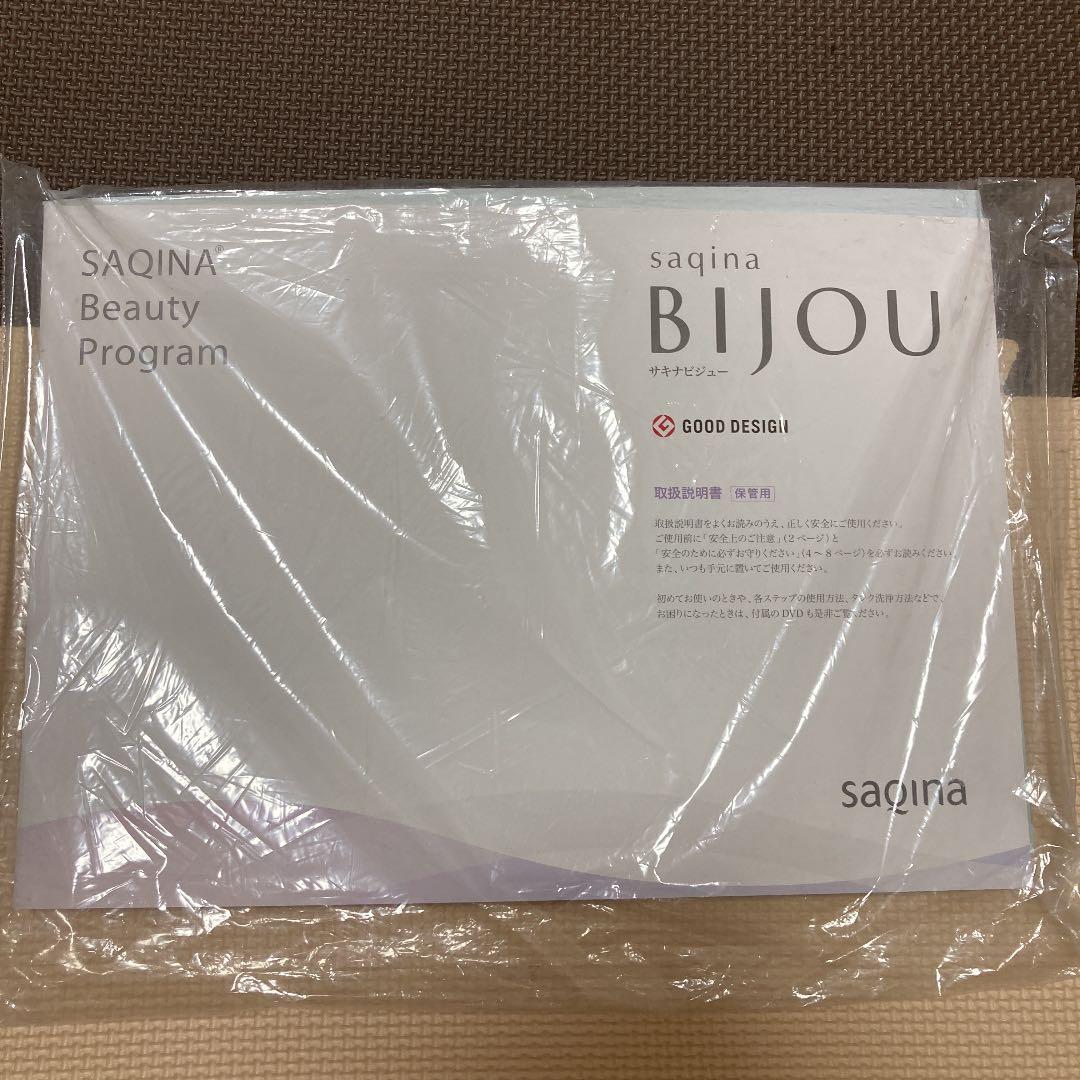 SAQINA®
Beauty
Program
saqina
BIJOU
サキナビジュー
GOOD DESIGN
取扱説明書 保管用
取扱説明書をよくお読みのうえ、正しく安全にご使用ください。
ご使用前に「安全上のご注意」(2ページ)と
「安全のために必ずお守りください」(4〜8ページ)を必ずお読みください。
また、いつも手元に置いてご使用ください。
初めてお使いのときや、各ステップの使用方法、タンク洗浄方法などで、
お困りになったときは、付属のDVDも是非ご覧ください。
saqina